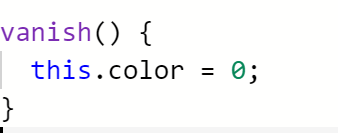 vanish() {
  this.color = 0;
}